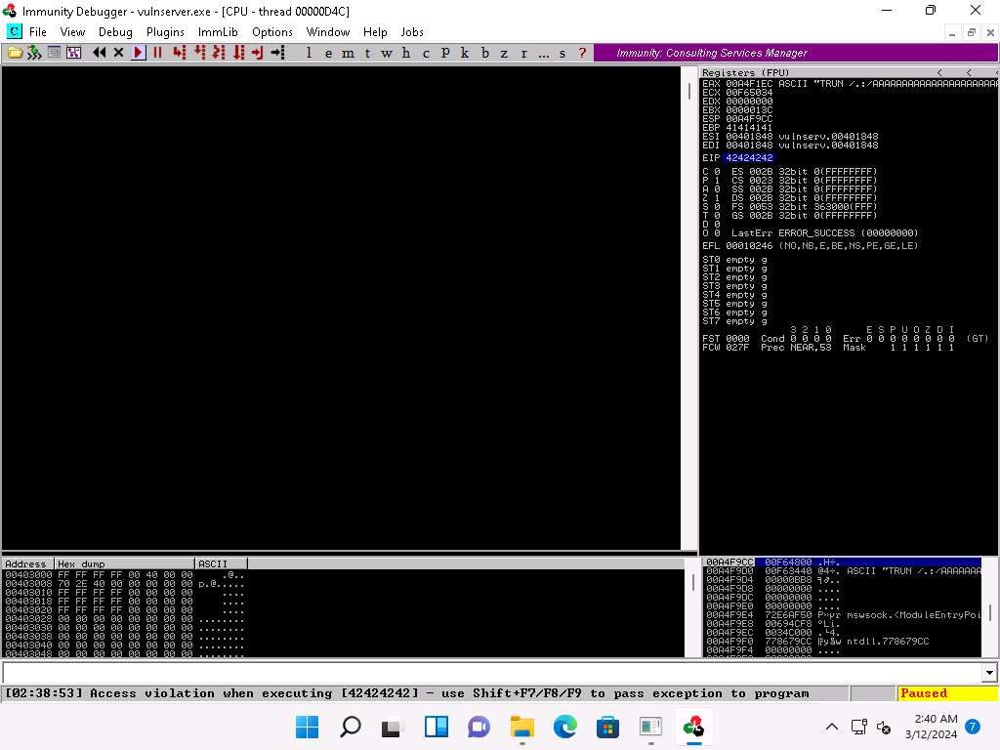 Immunity Debugger - vulnserver.exe - [CPU - thread 00000D4C]
C File View Debug Plugins ImmLib Options Window Help Jobs
l e m t w h c P k b z r ... s ? Immunity: Consulting Services Manager
Registers (FPU) < < <
EAX 00A4F1EC ASCII "TRUN /.:/AAAAAAAAAAAAAAAAAAAAAA
ECX 00F65034
EDX 00000000
EBX 0000013C
ESP 00A4F9CC
EBP 41414141
ESI 00401848 vulnserv.00401848
EDI 00401848 vulnserv.00401848
EIP 42424242
C 0 ES 002B 32bit 0(FFFFFFFF)
P 1 CS 0023 32bit 0(FFFFFFFF)
A 0 SS 002B 32bit 0(FFFFFFFF)
Z 1 DS 002B 32bit 0(FFFFFFFF)
S 0 FS 0053 32bit 363000(FFF)
T 0 GS 002B 32bit 0(FFFFFFFF)
D 0
O 0 LastErr ERROR_SUCCESS (00000000)
EFL 00010246 (NO,NB,E,BE,NS,PE,GE,LE)
ST0 empty g
ST1 empty g
ST2 empty g
ST3 empty g
ST4 empty g
ST5 empty g
ST6 empty g
ST7 empty g
3 2 1 0 E S P U O Z D I
FST 0000 Cond 0 0 0 0 Err 0 0 0 0 0 0 0 0 (GT)
FCW 027F Prec NEAR,53 Mask 1 1 1 1 1 1
Address Hex dump ASCII
00403000 FF FF FF FF 00 40 00 00 .@..
00403008 70 2E 40 00 00 00 00 00 p.@.....
00403010 FF FF FF FF 00 00 00 00 ....
00403018 FF FF FF FF 00 00 00 00 ....
00403020 FF FF FF FF 00 00 00 00 ....
00403028 00 00 00 00 00 00 00 00 ........
00403030 00 00 00 00 00 00 00 00 ........
00403038 00 00 00 00 00 00 00 00 ........
00403040 00 00 00 00 00 00 00 00 ........
00403048 00 00 00 00 00 00 00 00 ........
00A4F9CC 00F64800 .H÷.
00A4F9D0 00F63440 @4÷. ASCII "TRUN /.:/AAAAAAA
00A4F9D4 00000BB8
00A4F9D8 00000000 ....
00A4F9DC 00000000 ....
00A4F9E0 00000000 ....
00A4F9E4 72E6AF50 mswsock.<ModuleEntryPoi
00A4F9E8 00694CF8 °Li.
00A4F9EC 0034C000 .└4.
00A4F9F0 778679CC ntdll.778679CC
00A4F9F4 00000000 ....
[02:38:53] Access violation when executing [42424242] - use Shift+F7/F8/F9 to pass exception to program Paused
2:40 AM
3/12/2024 7